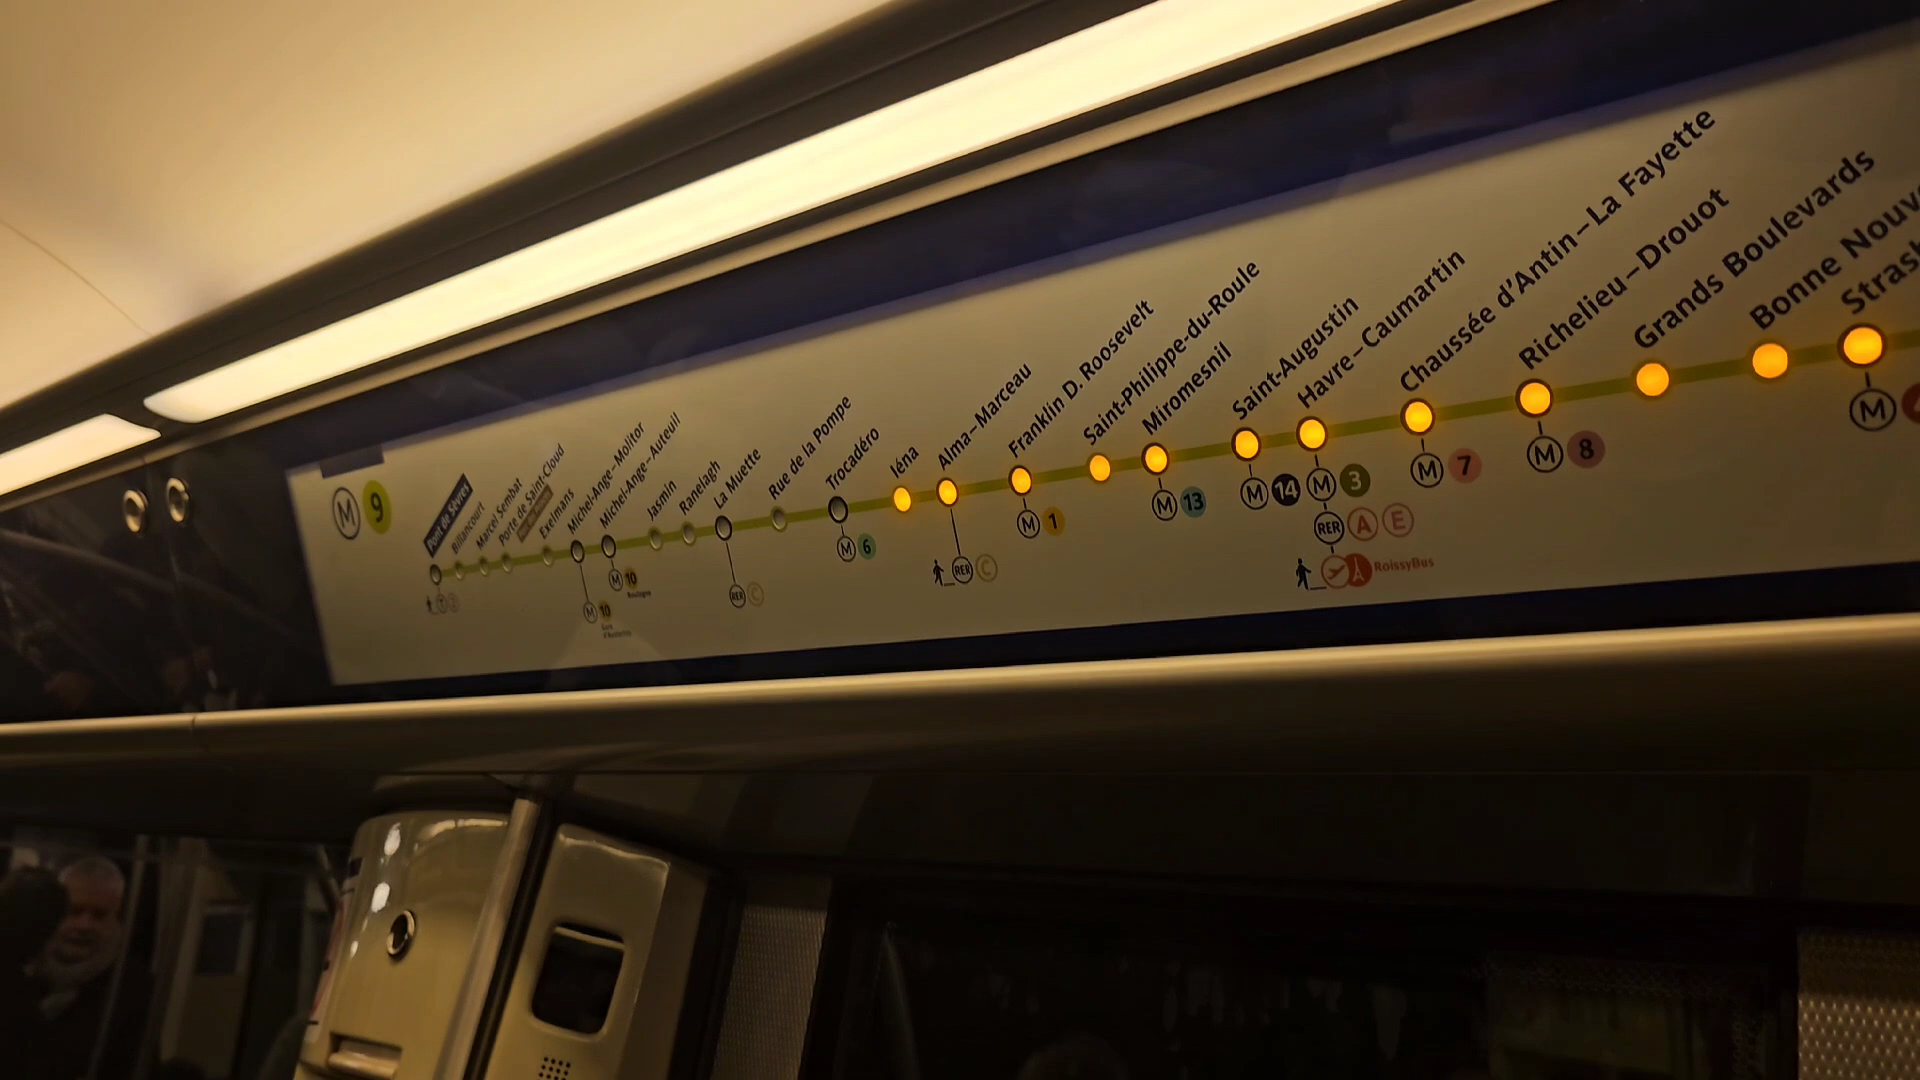 M 9
Pont de Sèvres
Billancourt
Marcel Sembat
Porte de Saint-Cloud
Exelmans
Michel-Ange–Molitor
M 10
Michel-Ange–Auteuil
M 10
Boulogne
Jasmin
Ranelagh
La Muette
RER C
Rue de la Pompe
Trocadéro
M 6
Iéna
Alma–Marceau
RER C
Franklin D. Roosevelt
M 1
Saint-Philippe-du-Roule
Miromesnil
M 13
Saint-Augustin
M 14
Havre–Caumartin
M 3
RER A E
RoissyBus
Chaussée d'Antin–La Fayette
M 7
Richelieu–Drouot
M 8
Grands Boulevards
Bonne Nouv
Stras
M